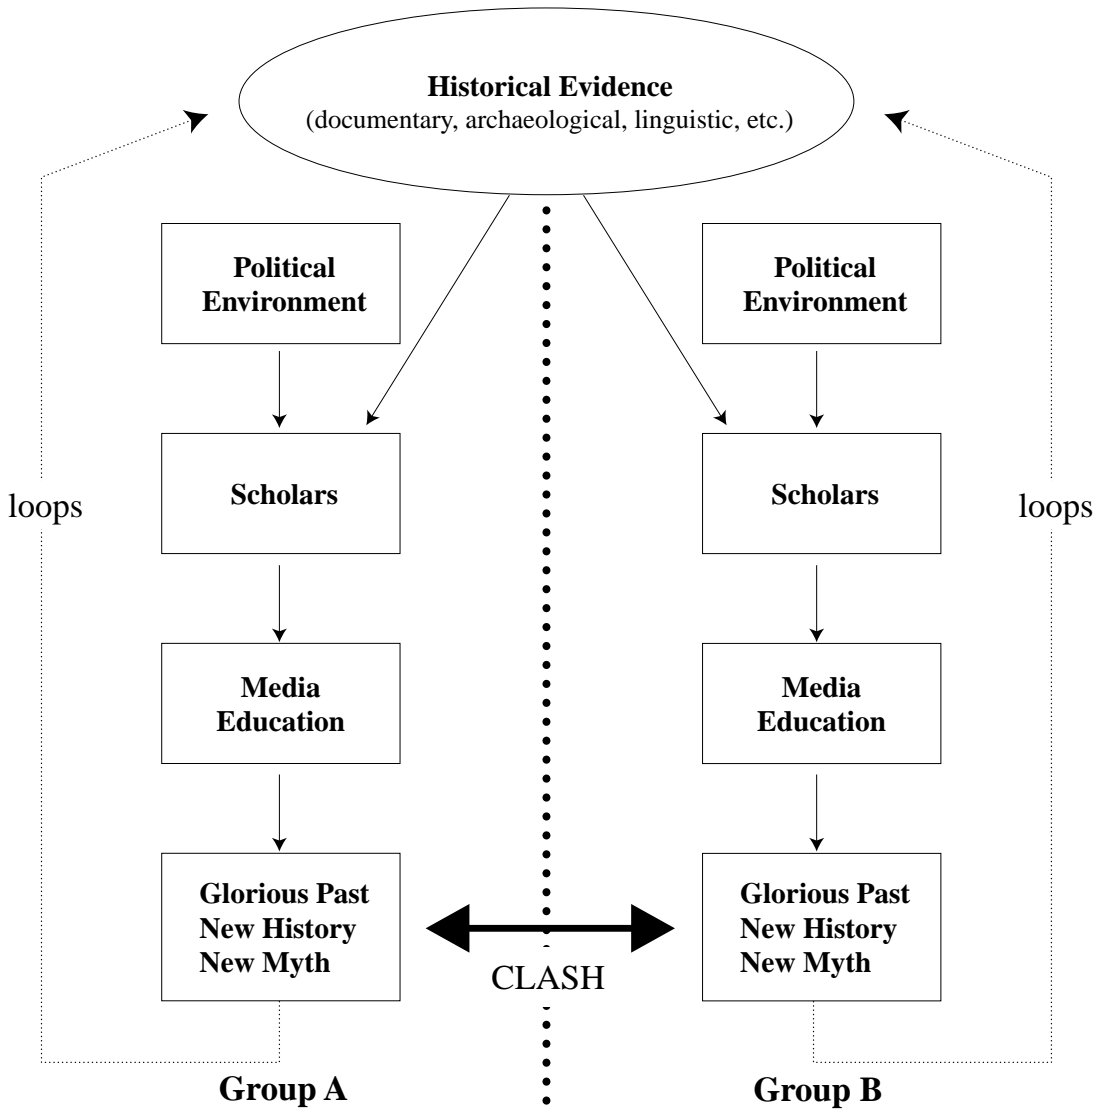 Historical Evidence
(documentary, archaeological, linguistic, etc.)
Political
Environment
Political
Environment
Scholars
Scholars
loops
loops
Media
Education
Media
Education
Glorious Past
New History
New Myth
Glorious Past
New History
New Myth
CLASH
Group A
Group B